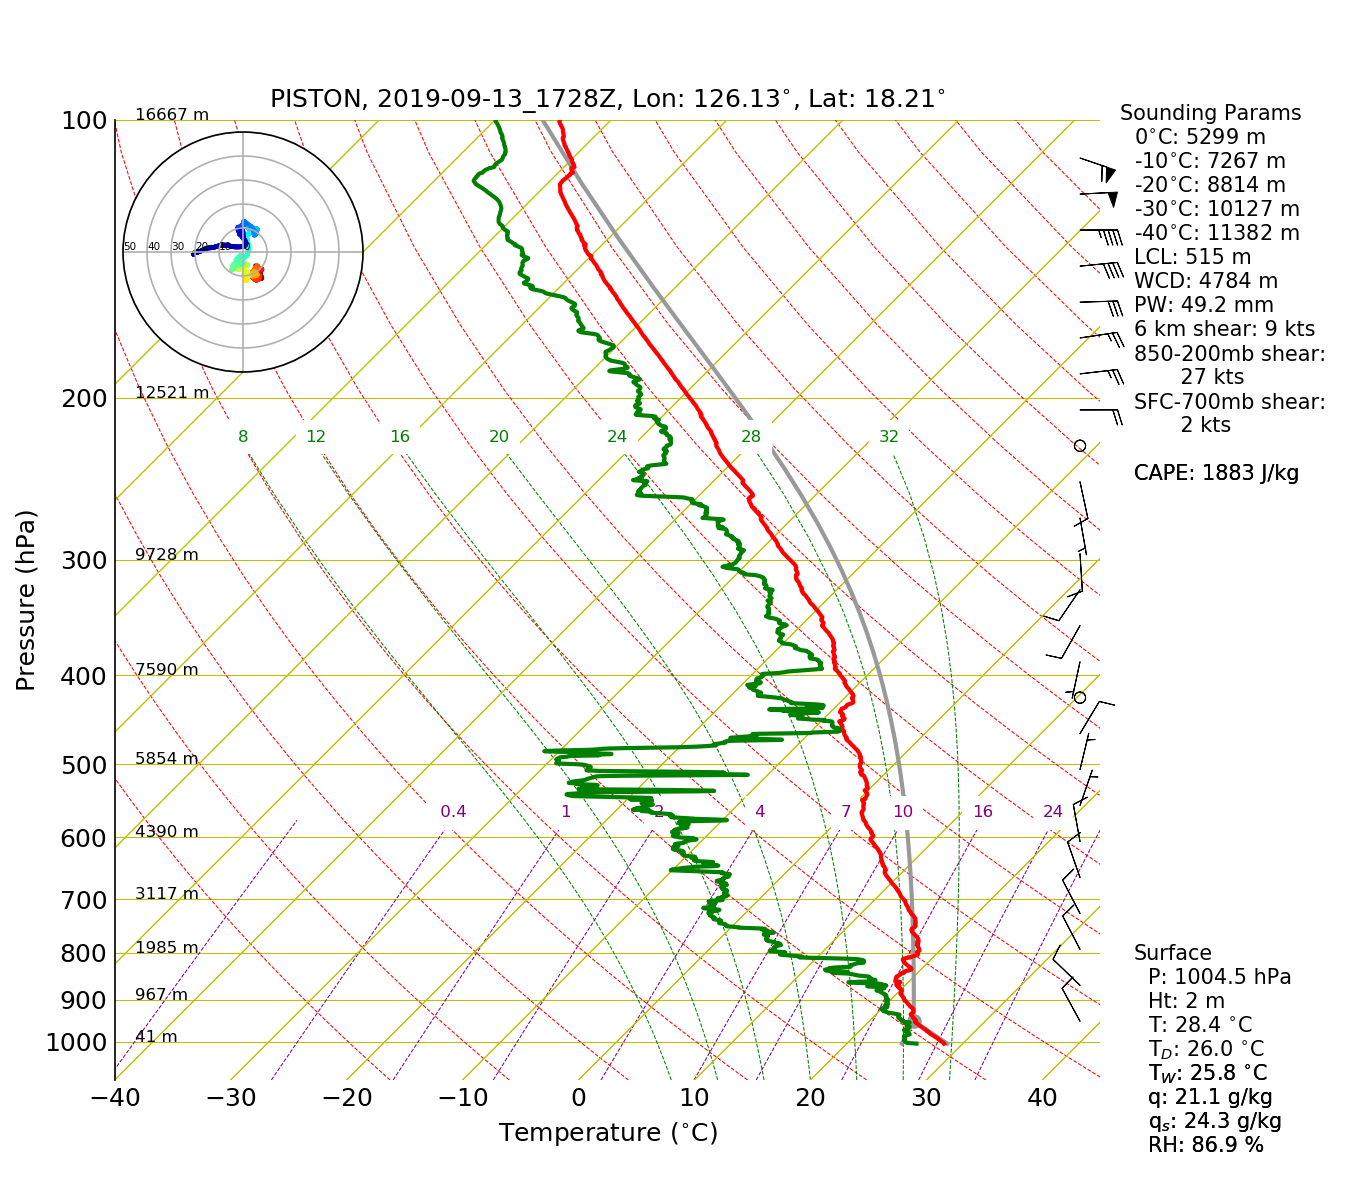 PISTON, 2019-09-13_1728Z, Lon: 126.13°, Lat: 18.21°
Sounding Params
0°C: 5299 m
-10°C: 7267 m
-20°C: 8814 m
-30°C: 10127 m
-40°C: 11382 m
LCL: 515 m
WCD: 4784 m
PW: 49.2 mm
6 km shear: 9 kts
850-200mb shear:
27 kts
SFC-700mb shear:
2 kts
CAPE: 1883 J/kg
Pressure (hPa)
100 16667 m
50 40 30 20 10 0
200 12521 m
8 12 16 20 24 28 32
300 9728 m
400 7590 m
500 5854 m
0.4 1 2 4 7 10 16 24
600 4390 m
700 3117 m
800 1985 m
900 967 m
1000 41 m
−40 −30 −20 −10 0 10 20 30 40
Temperature (°C)
Surface
P: 1004.5 hPa
Ht: 2 m
T: 28.4 °C
T_D: 26.0 °C
T_W: 25.8 °C
q: 21.1 g/kg
q_s: 24.3 g/kg
RH: 86.9 %